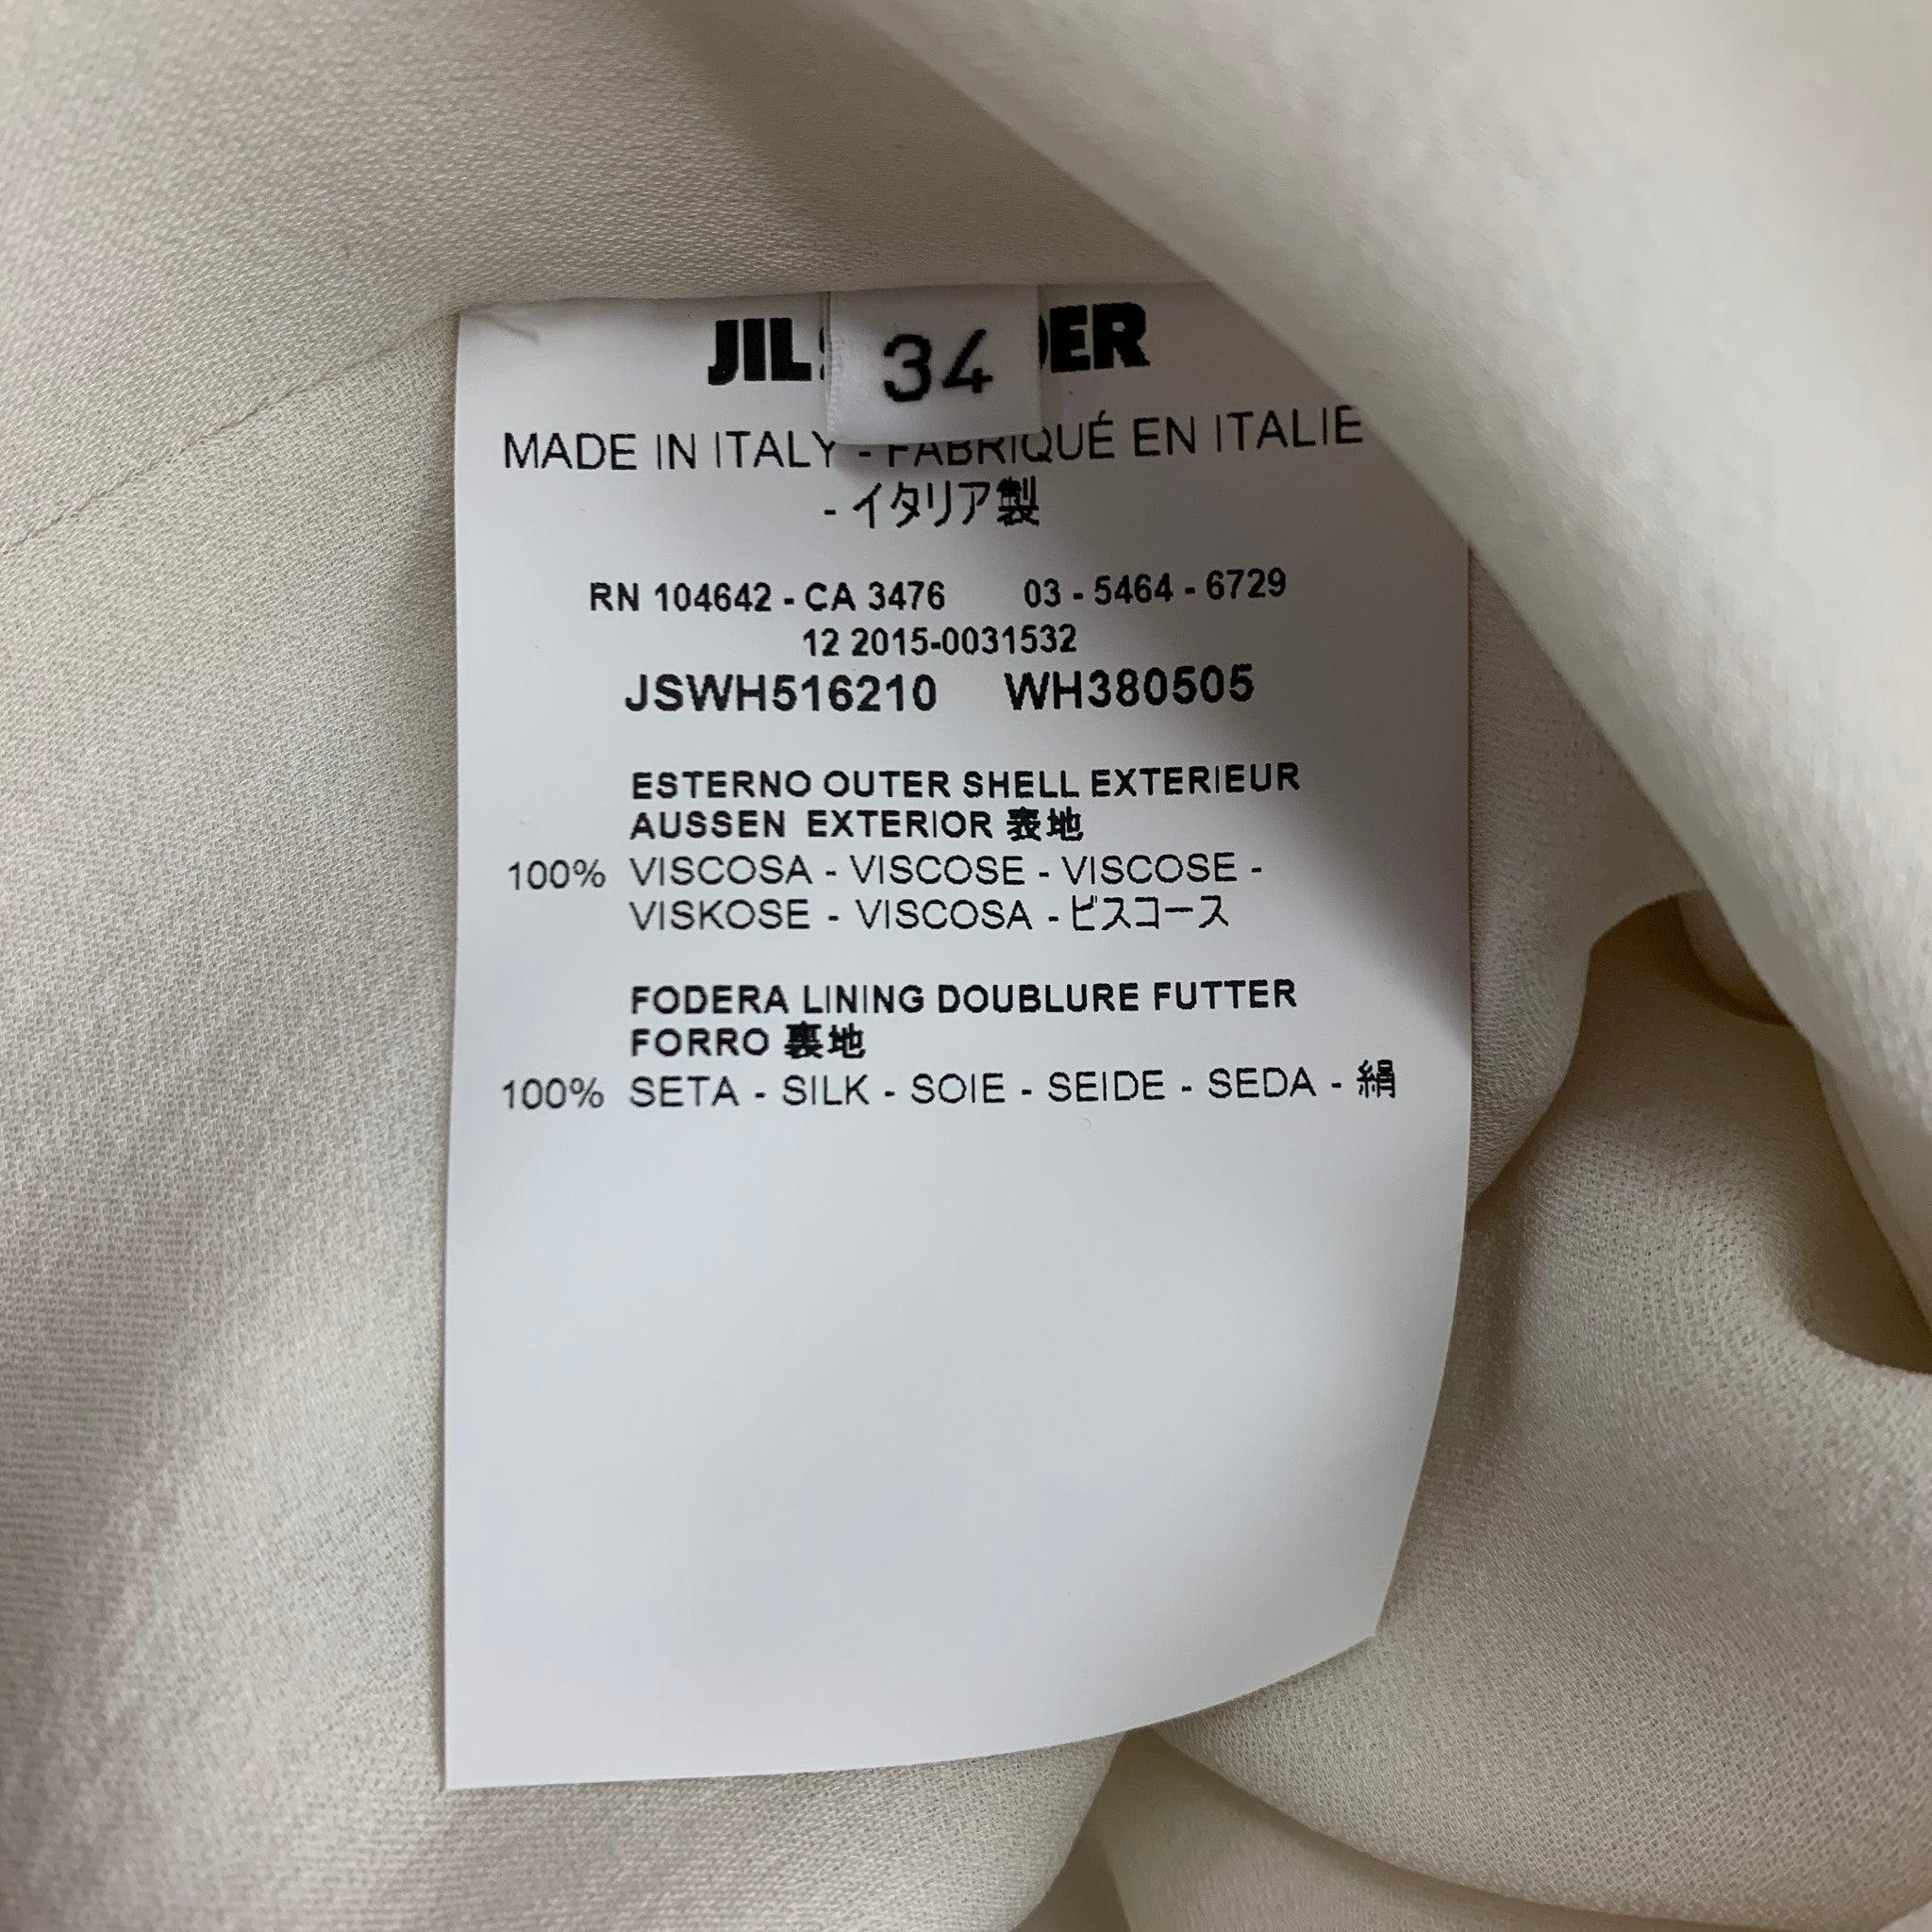 JIL
34
MADE IN ITALY - FABRIQUÉ EN ITALIE
- イタリア製
RN 104642 - CA 3476 03 - 5464 - 6729
12 2015-0031532
JSWH516210 WH380505
ESTERNO OUTER SHELL EXTERIEUR
AUSSEN EXTERIOR 表地
100% VISCOSA - VISCOSE - VISCOSE -
VISKOSE - VISCOSA - ビスコース
FODERA LINING DOUBLURE FUTTER
FORRO 裏地
100% SETA - SILK - SOIE - SEIDE - SEDA - 絹